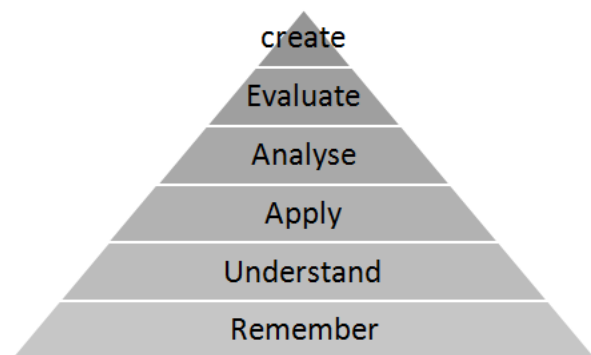 create
Evaluate
Analyse
Apply
Understand
Remember